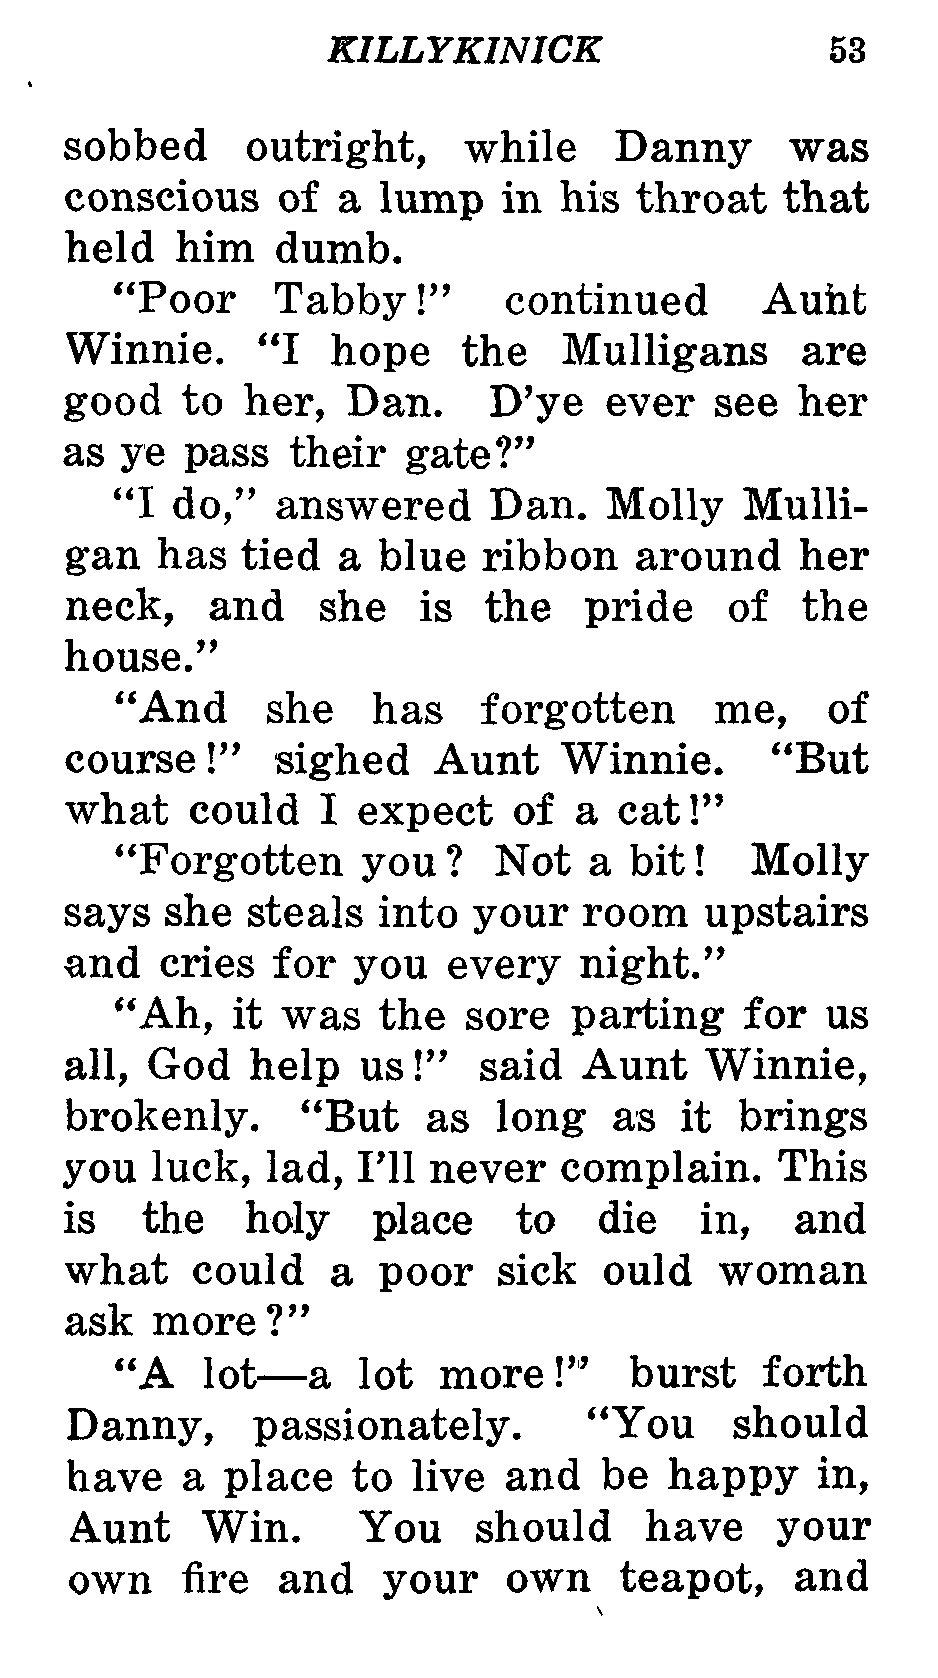 KILLYKINICK 53
sobbed outright, while Danny was
conscious of a lump in his throat that
held him dumb.
“Poor Tabby!” continued Aunt
Winnie. “I hope the Mulligans are
good to her, Dan. D’ye ever see her
as ye pass their gate?”
“I do,” answered Dan. Molly Mulli-
gan has tied a blue ribbon around her
neck, and she is the pride of the
house.”
“And she has forgotten me, of
course!” sighed Aunt Winnie. “But
what could I expect of a cat!”
“Forgotten you? Not a bit! Molly
says she steals into your room upstairs
and cries for you every night.”
“Ah, it was the sore parting for us
all, God help us!” said Aunt Winnie,
brokenly. “But as long as it brings
you luck, lad, I’ll never complain. This
is the holy place to die in, and
what could a poor sick ould woman
ask more?”
“A lot—a lot more!” burst forth
Danny, passionately. “You should
have a place to live and be happy in,
Aunt Win. You should have your
own fire and your own teapot, and